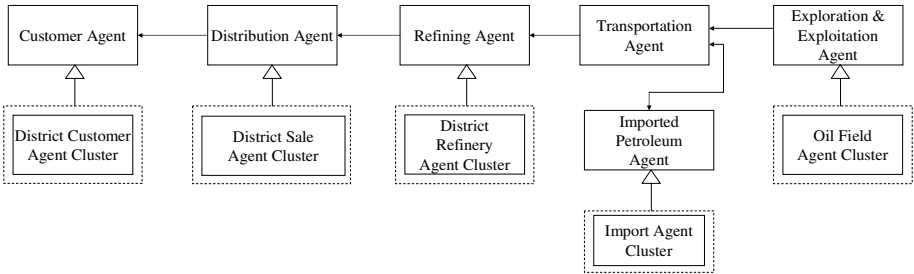 Customer Agent
Distribution Agent
Refining Agent
Transportation
Agent
Exploration &
Exploitation
Agent
District Customer
Agent Cluster
District Sale
Agent Cluster
District
Refinery
Agent Cluster
Imported
Petroleum
Agent
Oil Field
Agent Cluster
Import Agent
Cluster